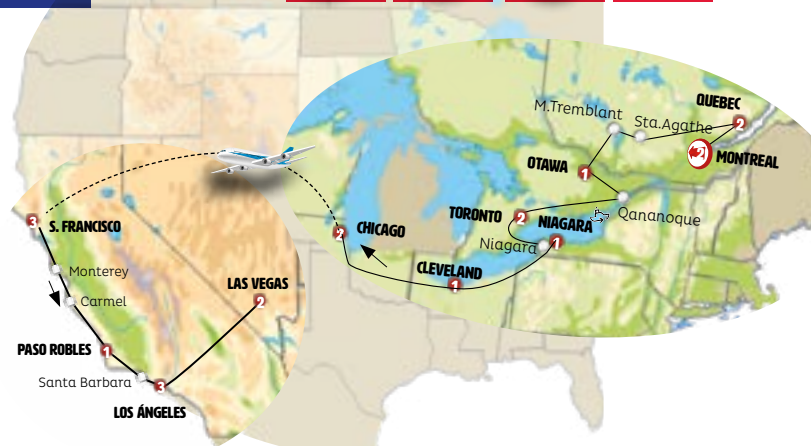 QUEBEC
M.Tremblant
Sta.Agathe
2
MONTREAL
OTAWA
1
TORONTO
2
NIAGARA
Qananoque
Niagara
1
3
S. FRANCISCO
2
CHICAGO
Monterey
CLEVELAND
1
LAS VEGAS
2
Carmel
PASO ROBLES
1
Santa Barbara
3
LOS ÁNGELES